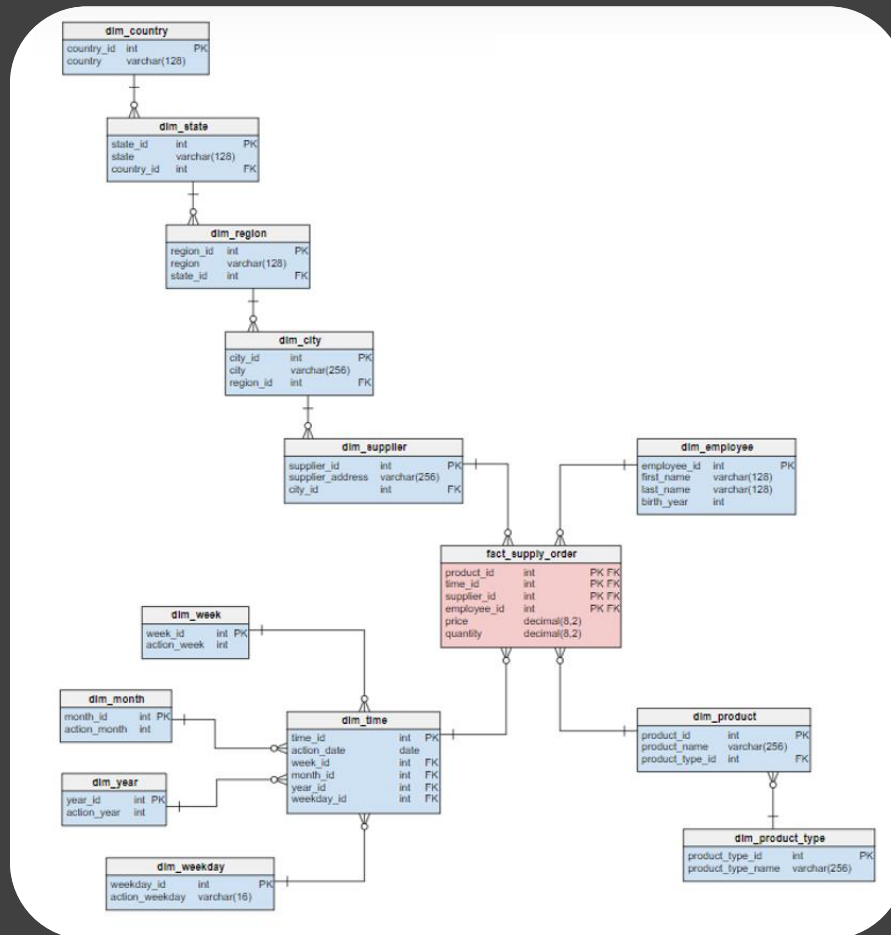 dim_country
country_id int PK
country varchar(128)
dim_state
state_id int PK
state varchar(128)
country_id int FK
dim_region
region_id int PK
region varchar(128)
state_id int FK
dim_city
city_id int PK
city varchar(256)
region_id int FK
dim_supplier
supplier_id int PK
supplier_address varchar(256)
city_id int FK
dim_employee
employee_id int PK
first_name varchar(128)
last_name varchar(128)
birth_year int
fact_supply_order
product_id int PK FK
time_id int PK FK
supplier_id int PK FK
employee_id int PK FK
price decimal(8,2)
quantity decimal(8,2)
dim_week
week_id int PK
action_week int
dim_month
month_id int PK
action_month int
dim_year
year_id int PK
action_year int
dim_time
time_id int PK
action_date date
week_id int FK
month_id int FK
year_id int FK
weekday_id int FK
dim_weekday
weekday_id int PK
action_weekday varchar(16)
dim_product
product_id int PK
product_name varchar(256)
product_type_id int FK
dim_product_type
product_type_id int PK
product_type_name varchar(256)